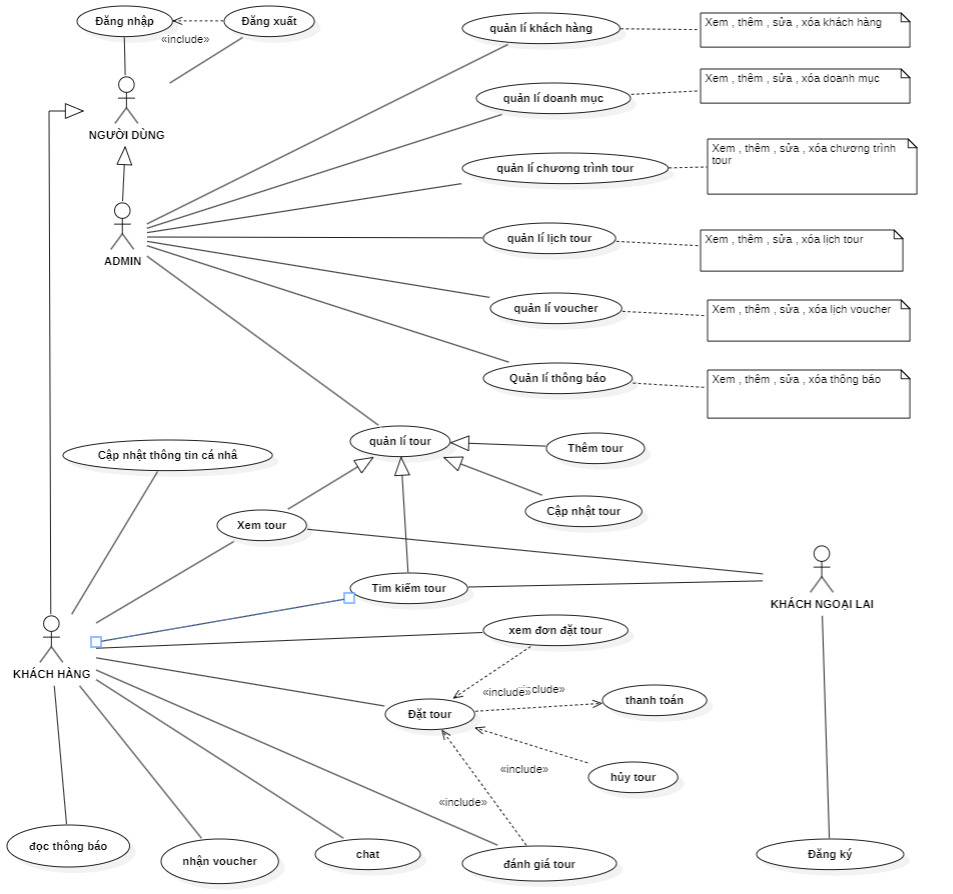 Đăng nhập
Đăng xuất
«include»
NGƯỜI DÙNG
ADMIN
quản lí khách hàng
Xem , thêm , sửa , xóa khách hàng
quản lí doanh mục
Xem , thêm , sửa , xóa doanh mục
quản lí chương trình tour
Xem , thêm , sửa , xóa chương trình
tour
quản lí lịch tour
Xem , thêm , sửa , xóa lịch tour
quản lí voucher
Xem , thêm , sửa , xóa lịch voucher
Quản lí thông báo
Xem , thêm , sửa , xóa thông báo
quản lí tour
Thêm tour
Cập nhật thông tin cá nhâ
Cập nhật tour
Xem tour
Tìm kiếm tour
KHÁCH NGOẠI LAI
xem đơn đặt tour
KHÁCH HÀNG
«include»
«include»
thanh toán
Đặt tour
«include»
hủy tour
«include»
đọc thông báo
nhận voucher
chat
đánh giá tour
Đăng ký